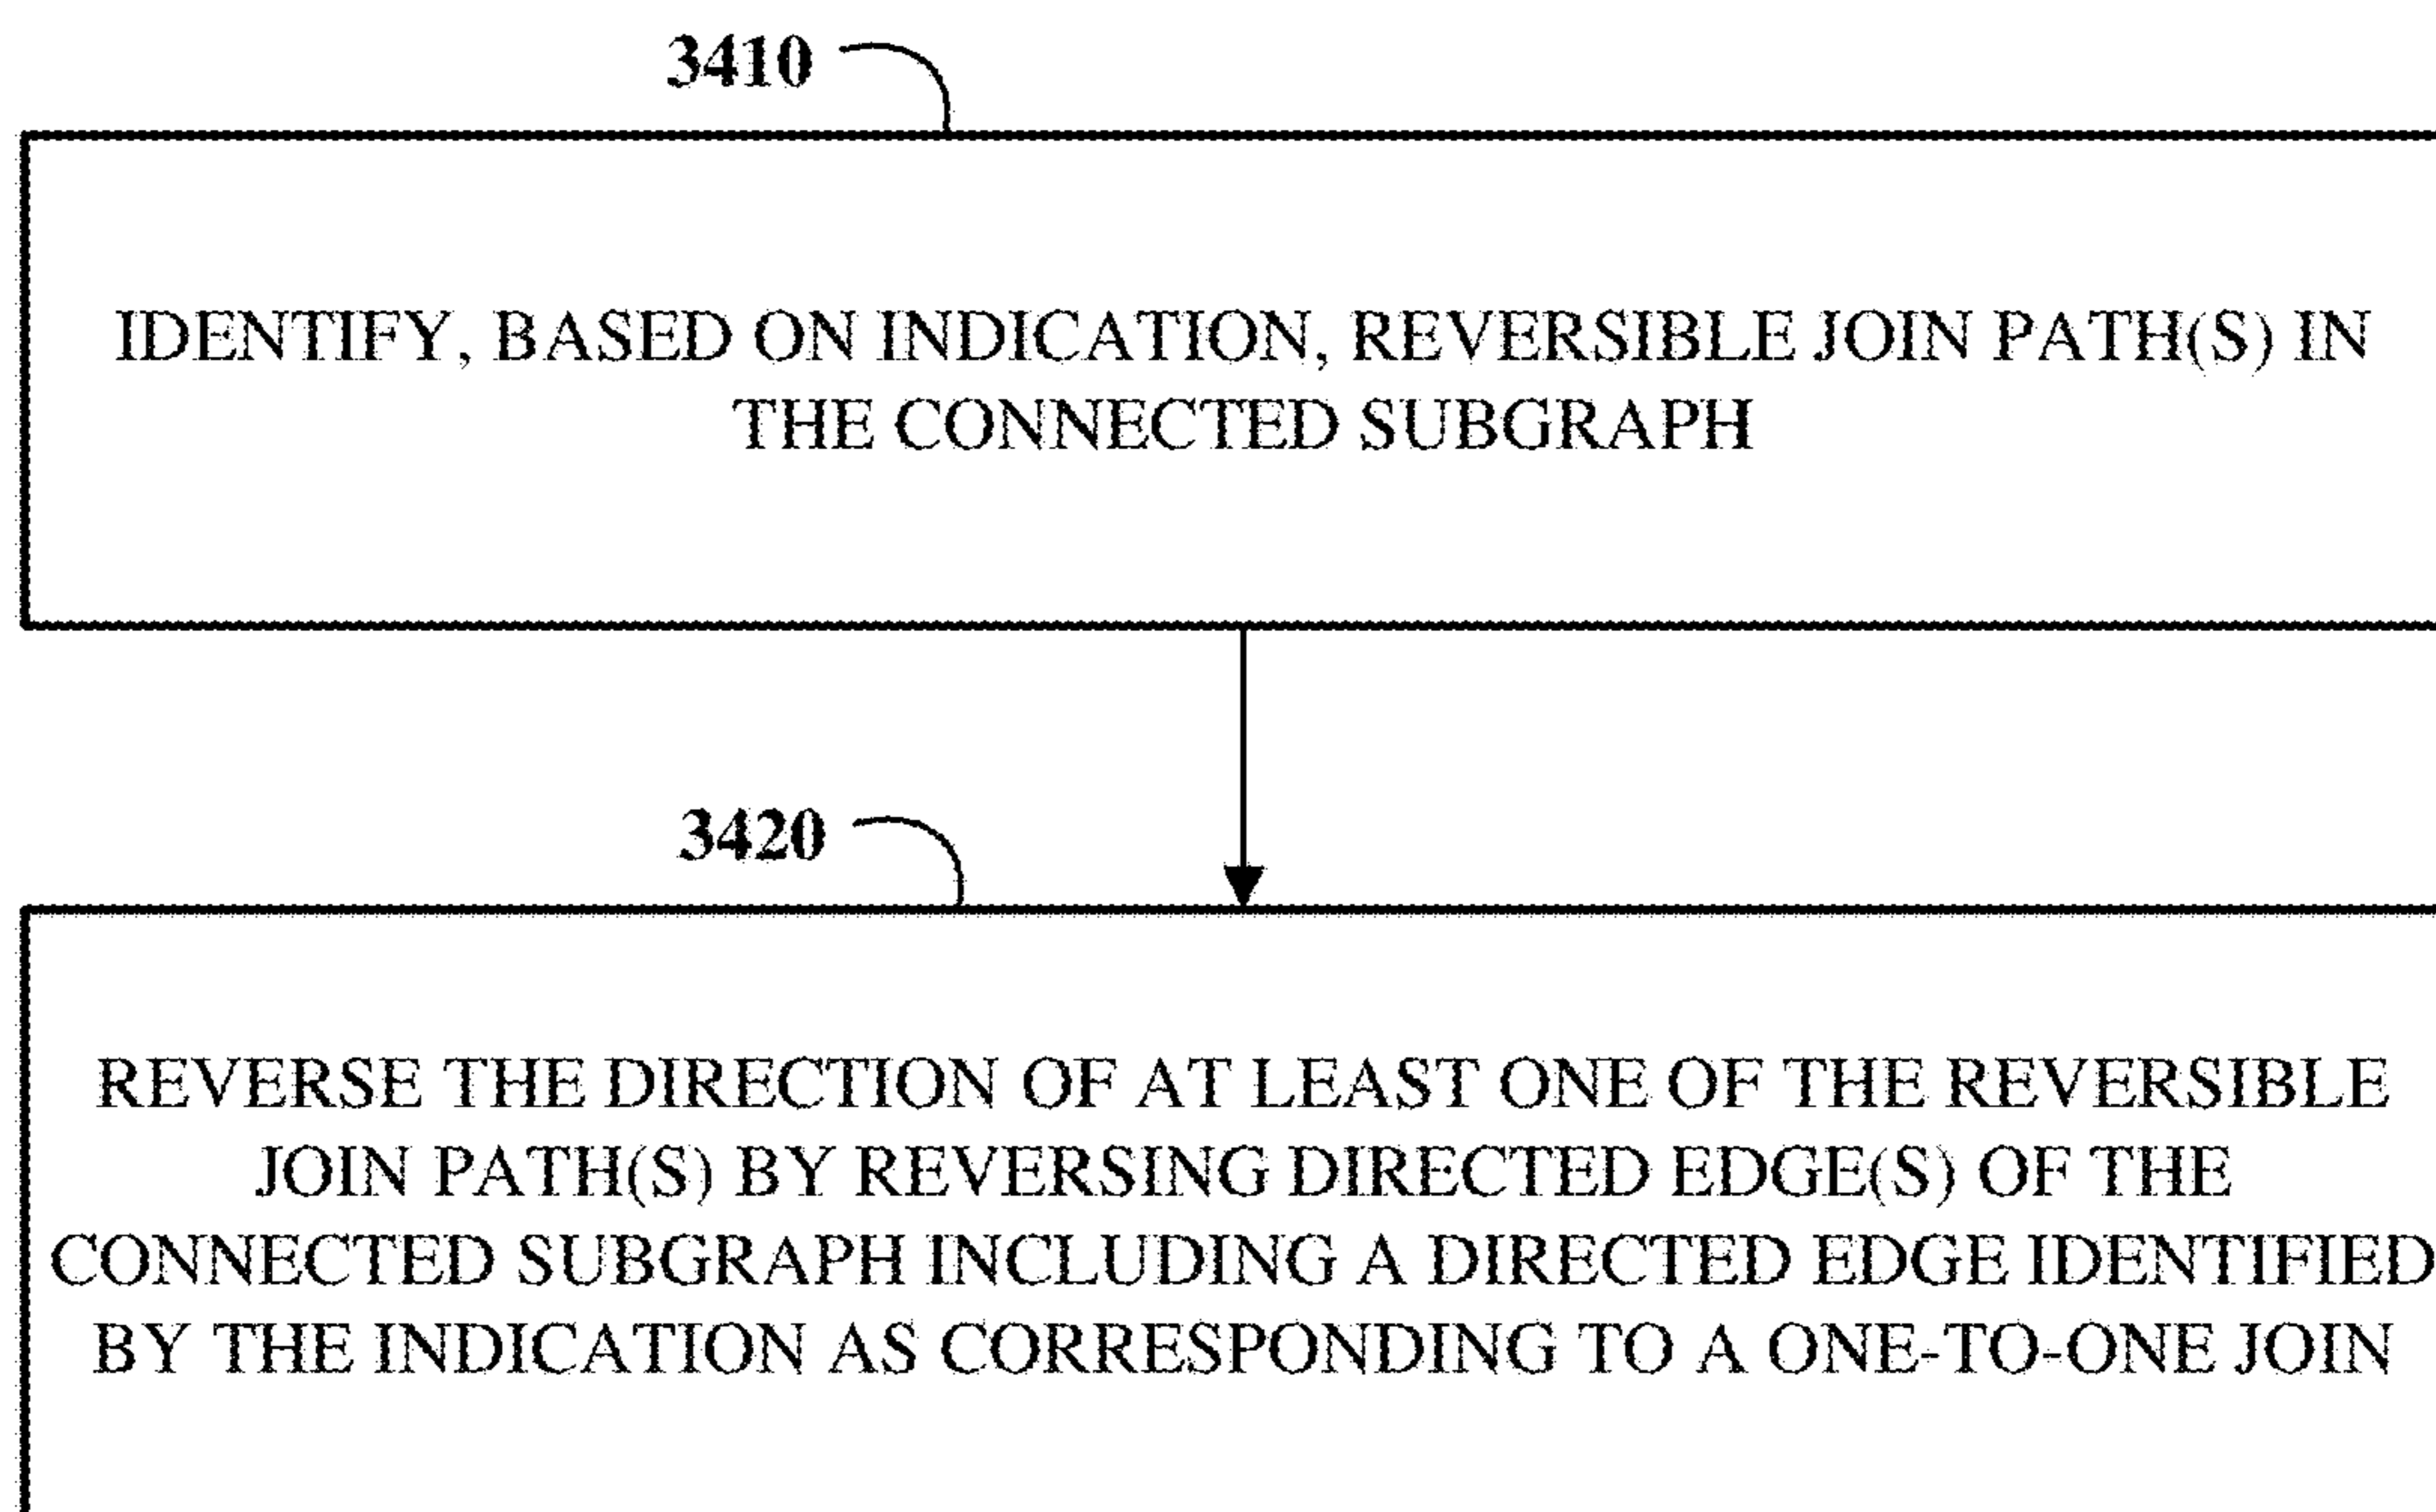 3410
IDENTIFY, BASED ON INDICATION, REVERSIBLE JOIN PATH(S) IN
THE CONNECTED SUBGRAPH
3420
REVERSE THE DIRECTION OF AT LEAST ONE OF THE REVERSIBLE
JOIN PATH(S) BY REVERSING DIRECTED EDGE(S) OF THE
CONNECTED SUBGRAPH INCLUDING A DIRECTED EDGE IDENTIFIED
BY THE INDICATION AS CORRESPONDING TO A ONE-TO-ONE JOIN